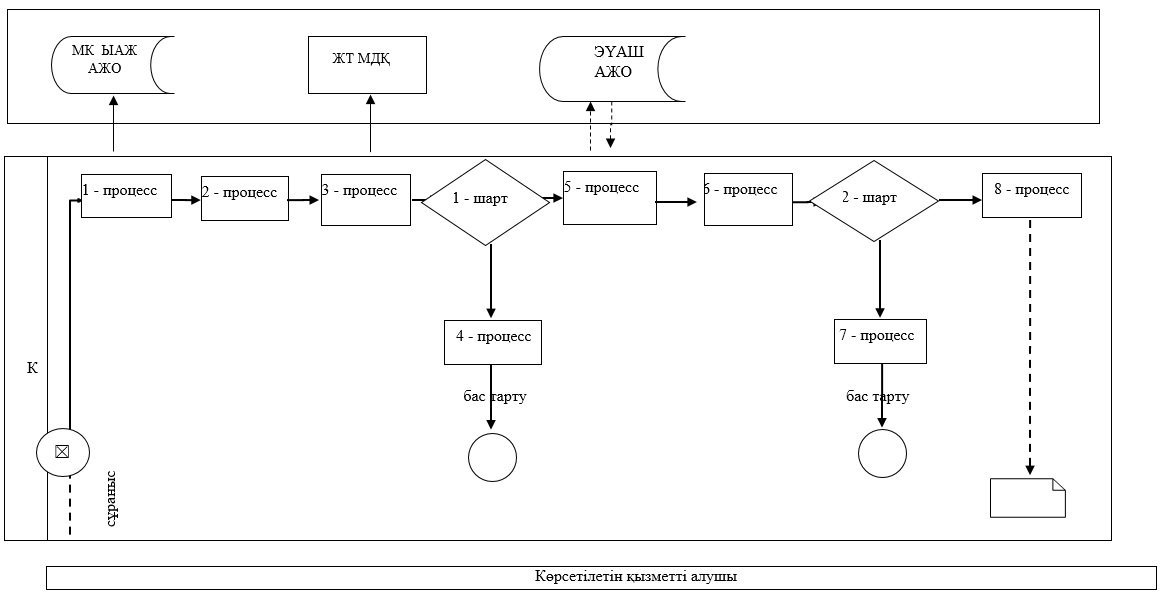 МК ЫАЖ
АЖО
ЖТ МДҚ
ЭҮАШ
АЖО
1 - процесс
2 - процесс
3 - процесс
1 - шарт
5 - процесс
6 - процесс
2 - шарт
8 - процесс
4 - процесс
7 - процесс
К
бас тарту
бас тарту
сұраныс
Көрсетілетін қызметті алушы